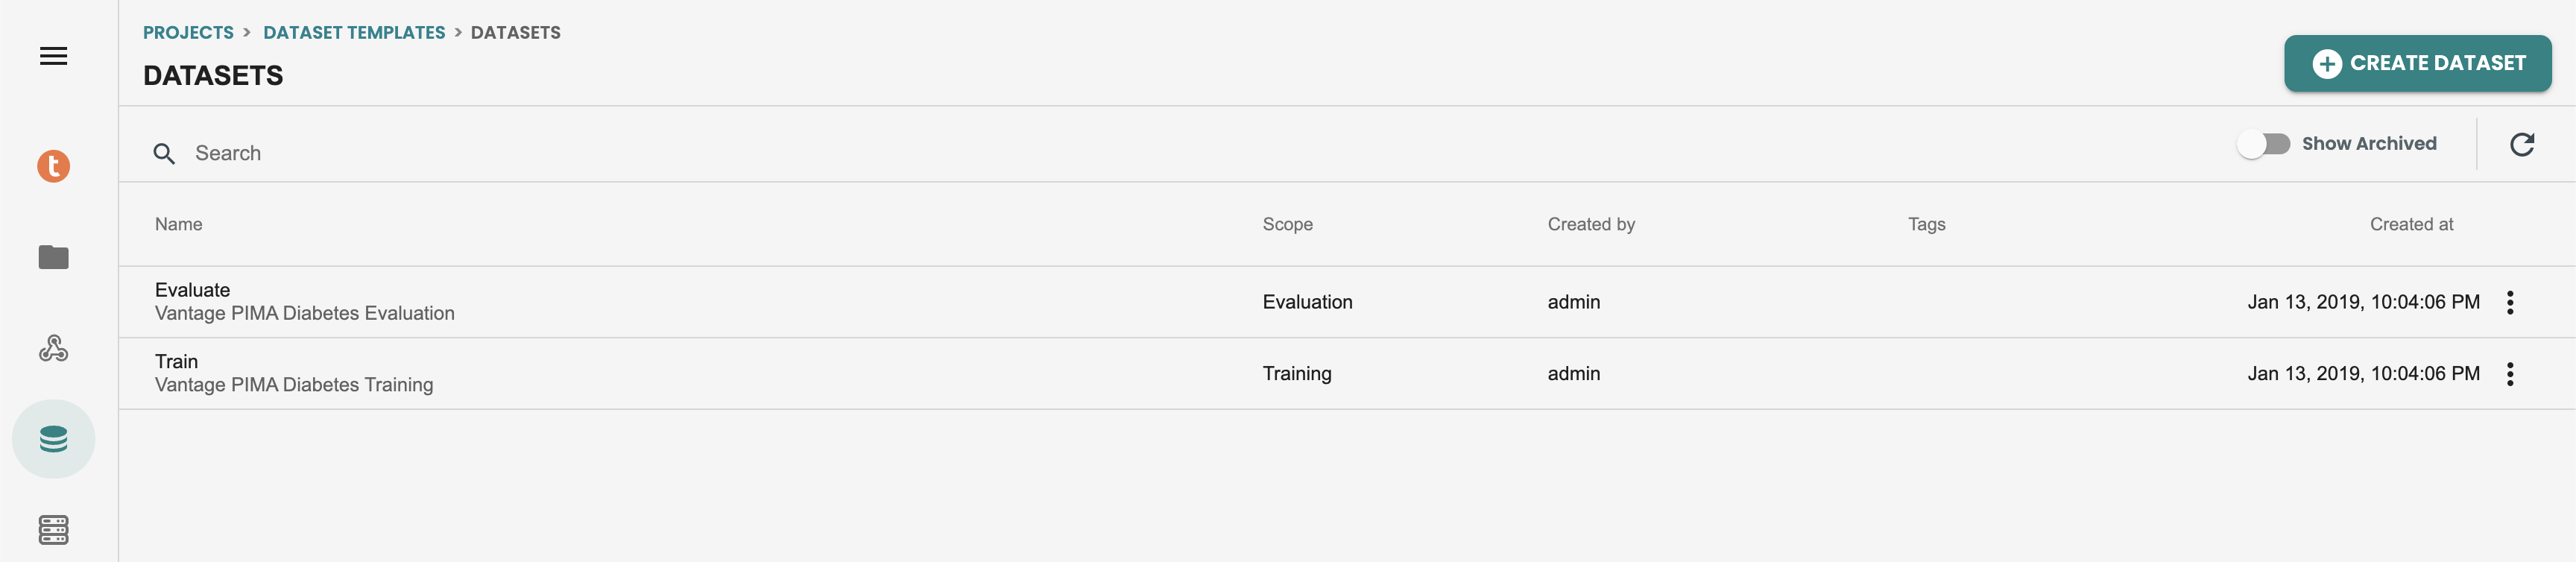 PROJECTS > DATASET TEMPLATES > DATASETS
DATASETS
CREATE DATASET
t
Search
Show Archived
Name Scope Created by Tags Created at
Evaluate
Vantage PIMA Diabetes Evaluation
Evaluation admin Jan 13, 2019, 10:04:06 PM
Train
Vantage PIMA Diabetes Training
Training admin Jan 13, 2019, 10:04:06 PM